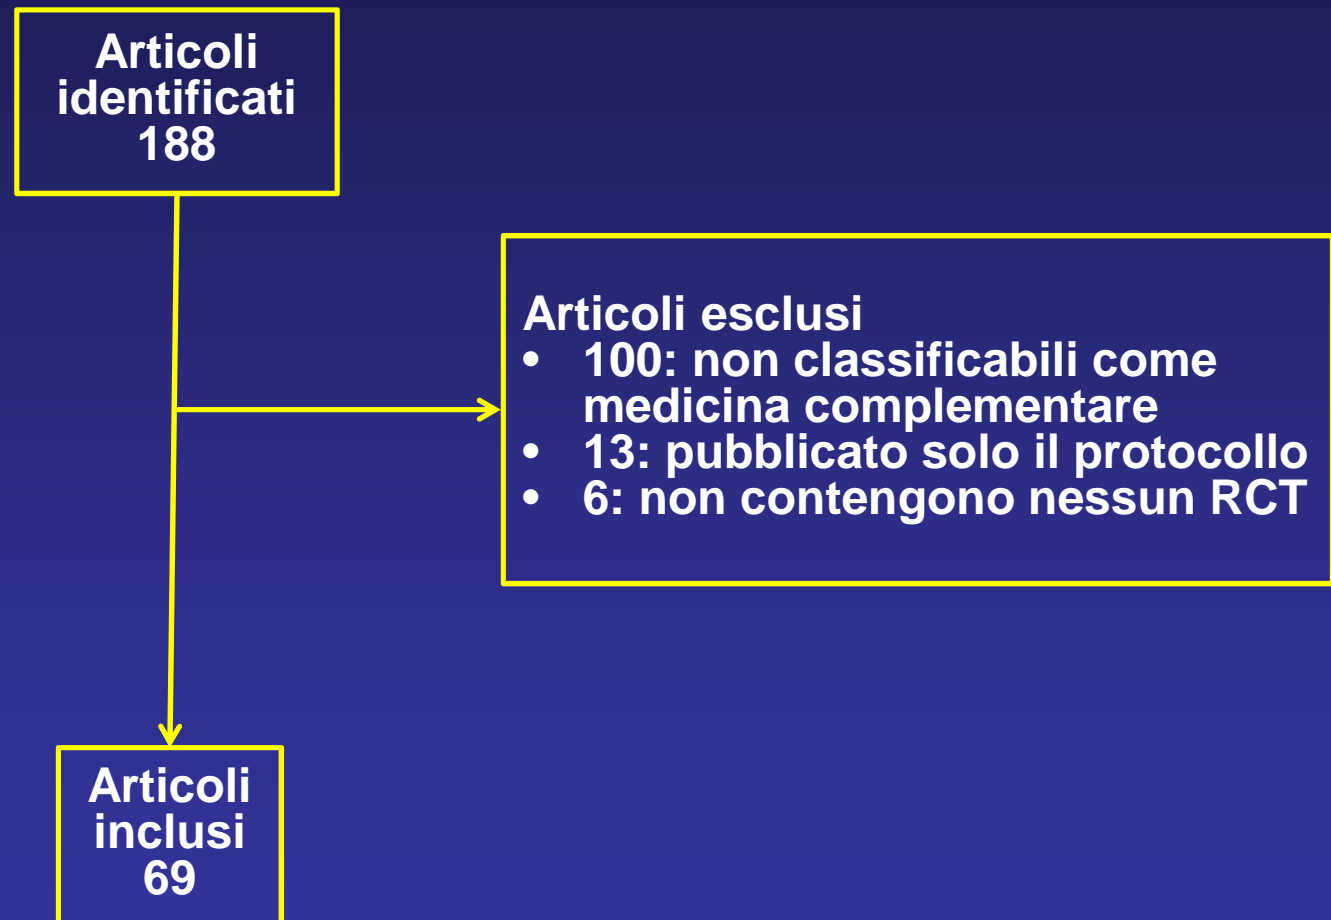 Articoli
identificati
188
Articoli esclusi
• 100: non classificabili come
medicina complementare
• 13: pubblicato solo il protocollo
• 6: non contengono nessun RCT
Articoli
inclusi
69